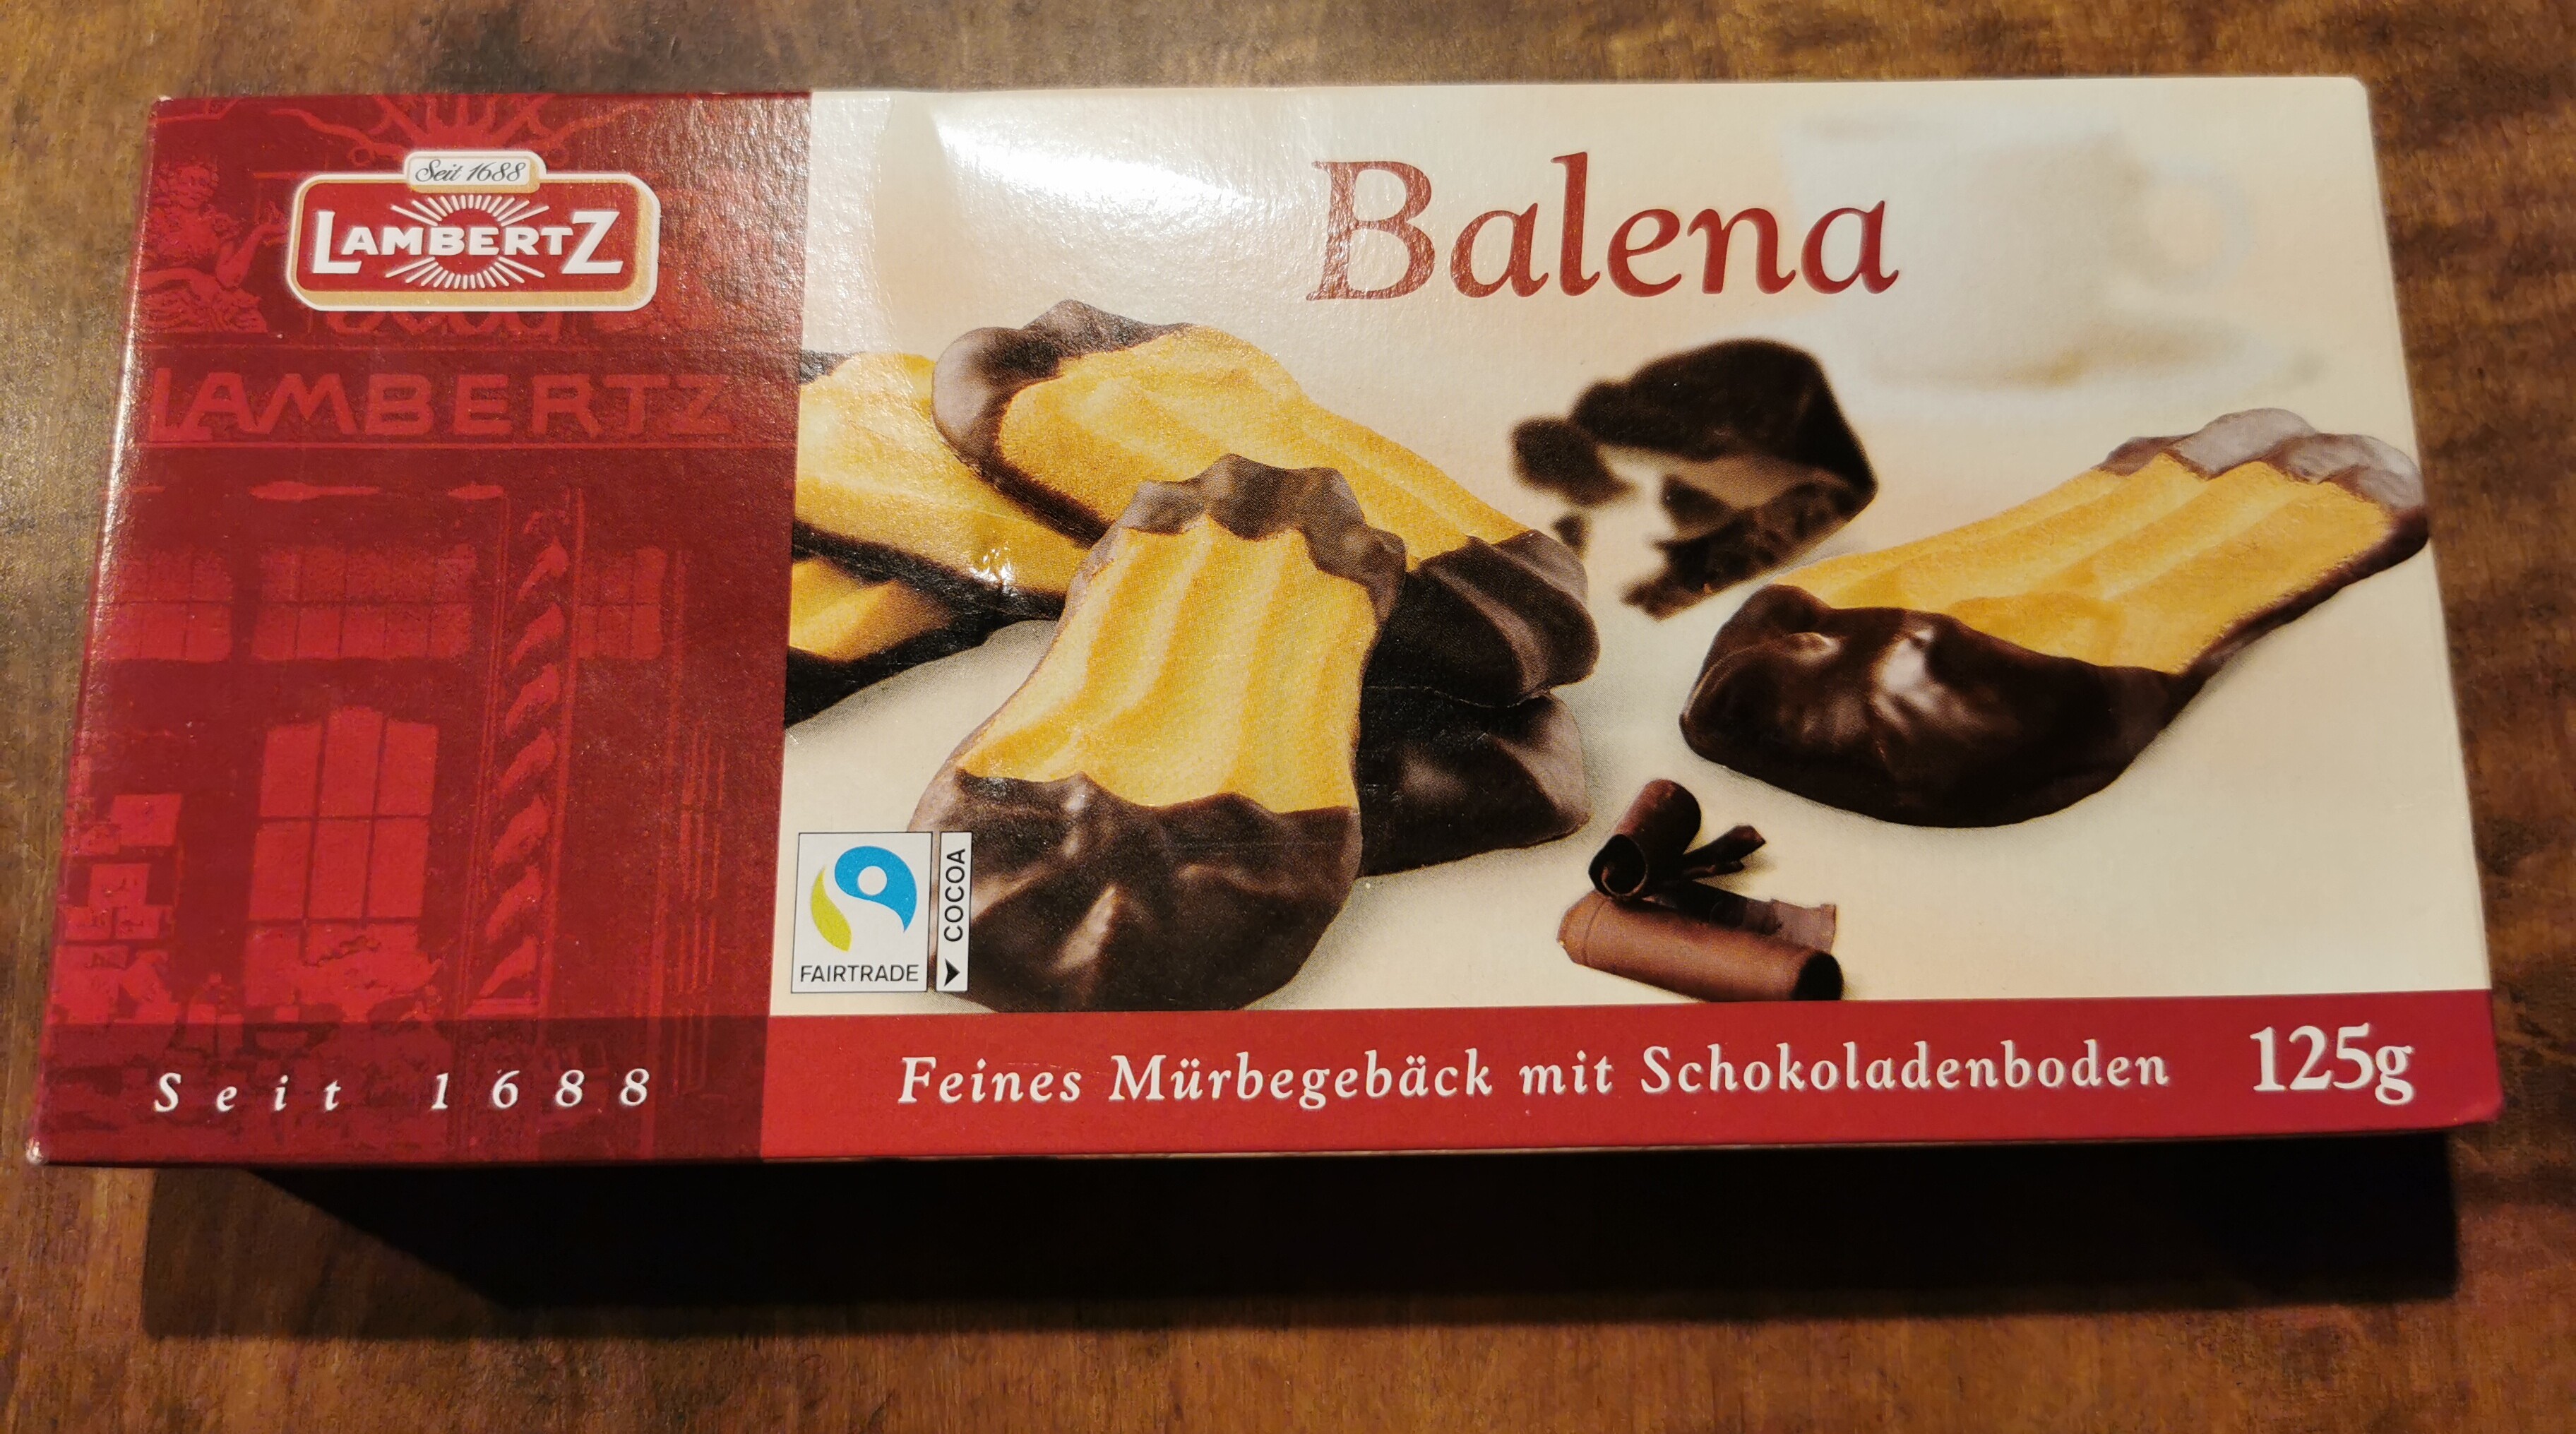 Seit 1688
LAMBERTZ
LAMBERTZ
Seit 1688
Balena
FAIRTRADE
COCOA
Feines Mürbegebäck mit Schokoladenboden 125g